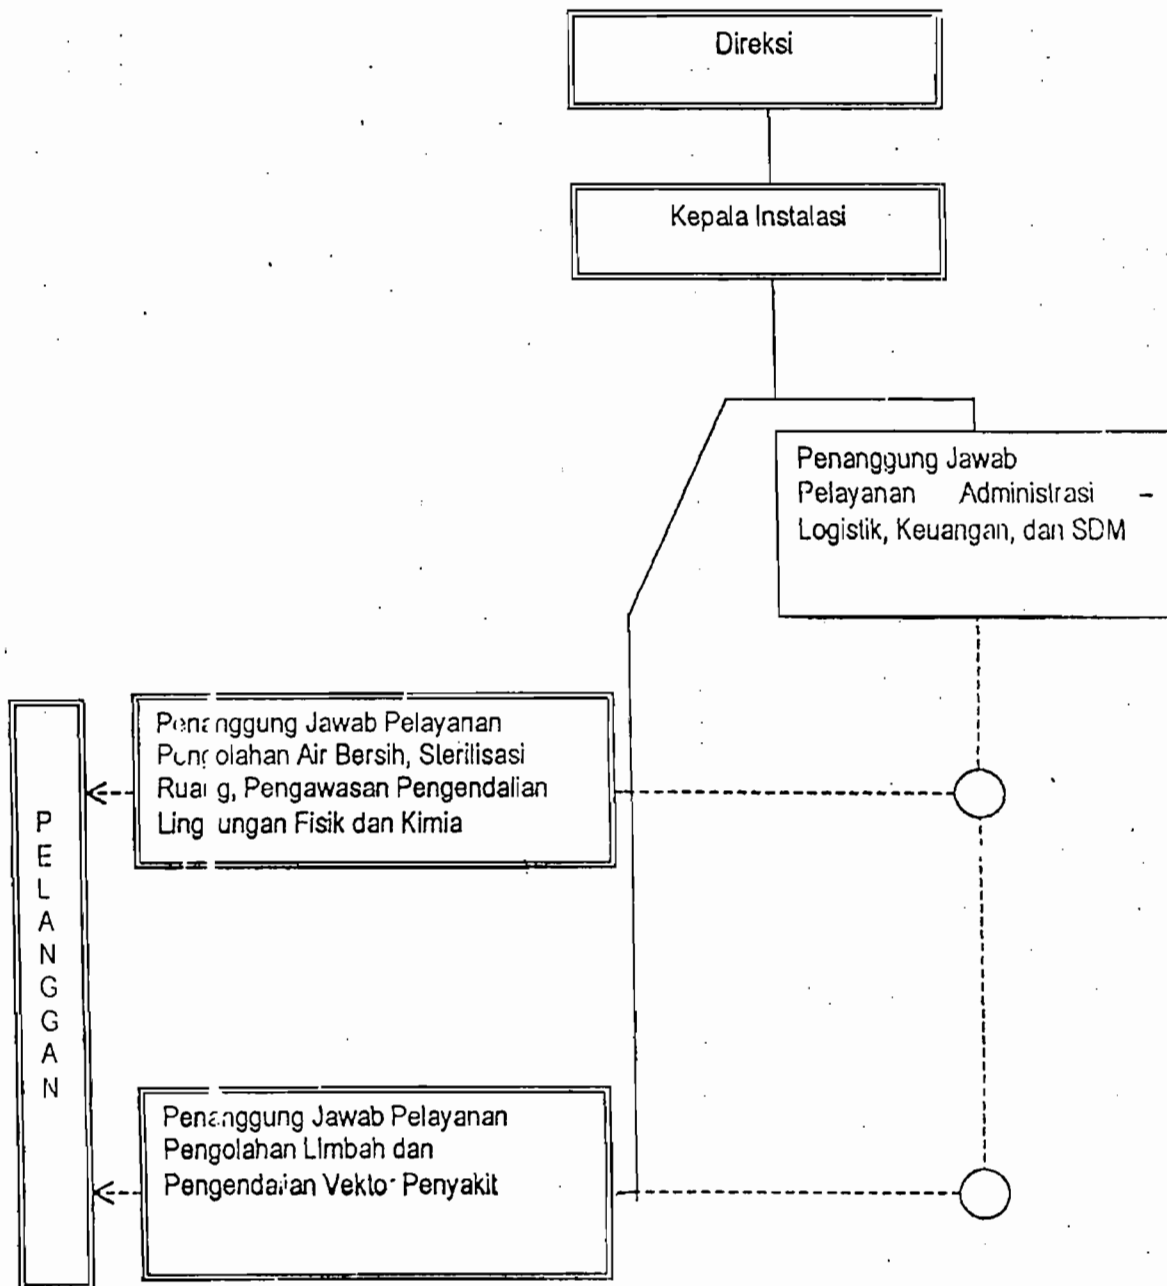 Direksi
Kepala Instalasi
Penanggung Jawab
Pelayanan Administrasi –
Logistik, Keuangan, dan SDM
Penanggung Jawab Pelayanan
Pengolahan Air Bersih, Sterilisasi
Ruang, Pengawasan Pengendalian
Lingkungan Fisik dan Kimia
PELANGGAN
Penanggung Jawab Pelayanan
Pengolahan Limbah dan
Pengendalian Vektor Penyakit